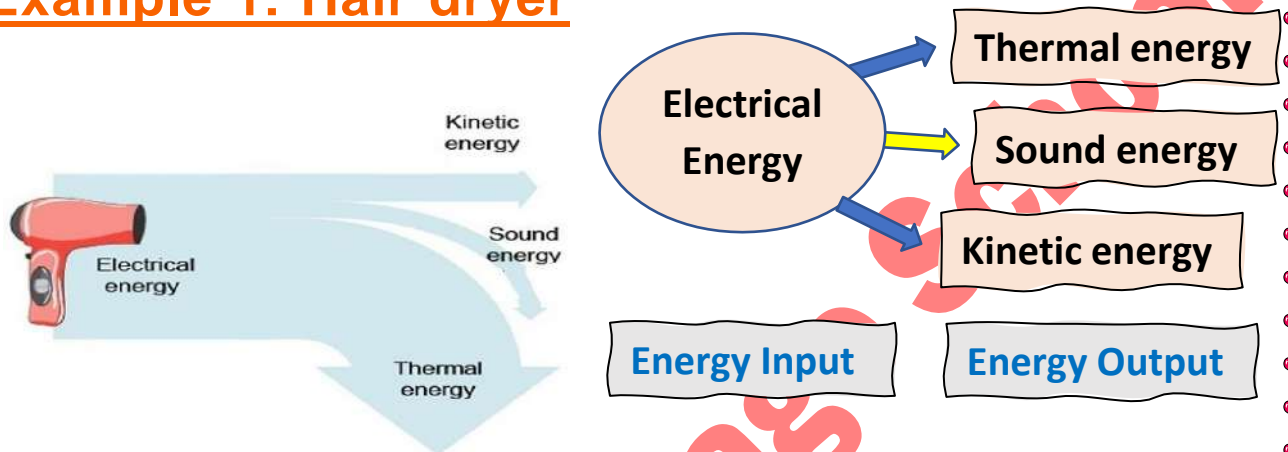 Example 1: Hair dryer
Kinetic
energy
Sound
energy
Electrical
energy
Thermal
energy
Electrical
Energy
Thermal energy
Sound energy
Kinetic energy
Energy Input
Energy Output